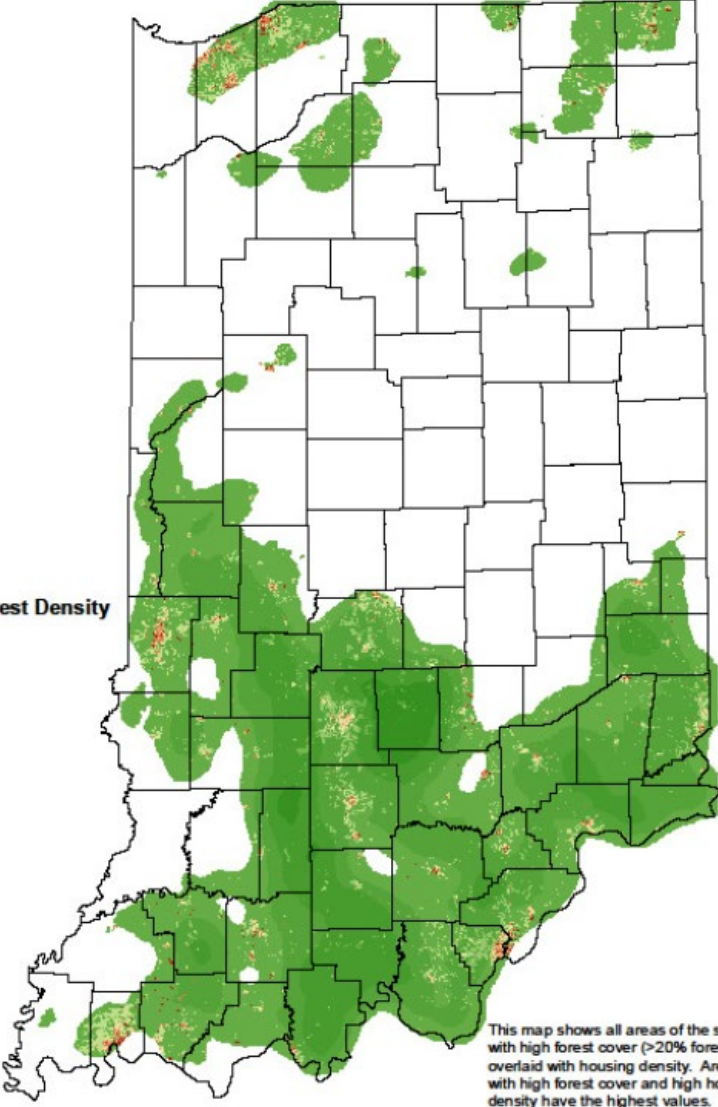 est Density
This map shows all areas of the s
with high forest cover (>20% fore
overlaid with housing density. Are
with high forest cover and high ho
density have the highest values.